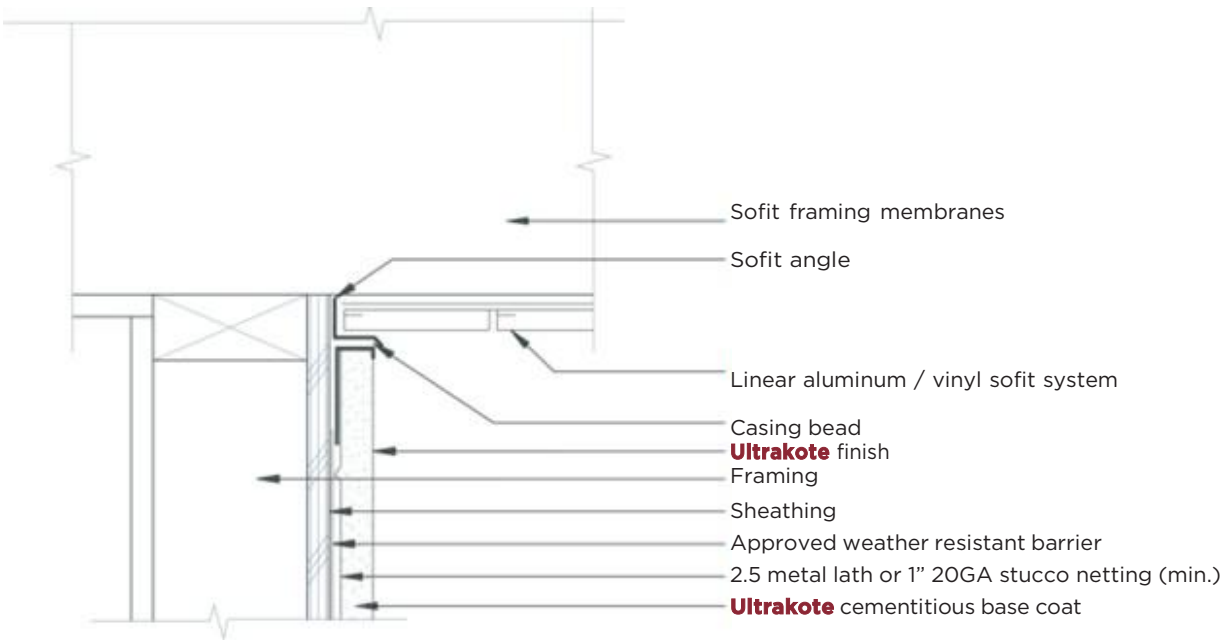 Sofit framing membranes
Sofit angle
Linear aluminum / vinyl sofit system
Casing bead
Ultrakote finish
Framing
Sheathing
Approved weather resistant barrier
2.5 metal lath or 1” 20GA stucco netting (min.)
Ultrakote cementitious base coat